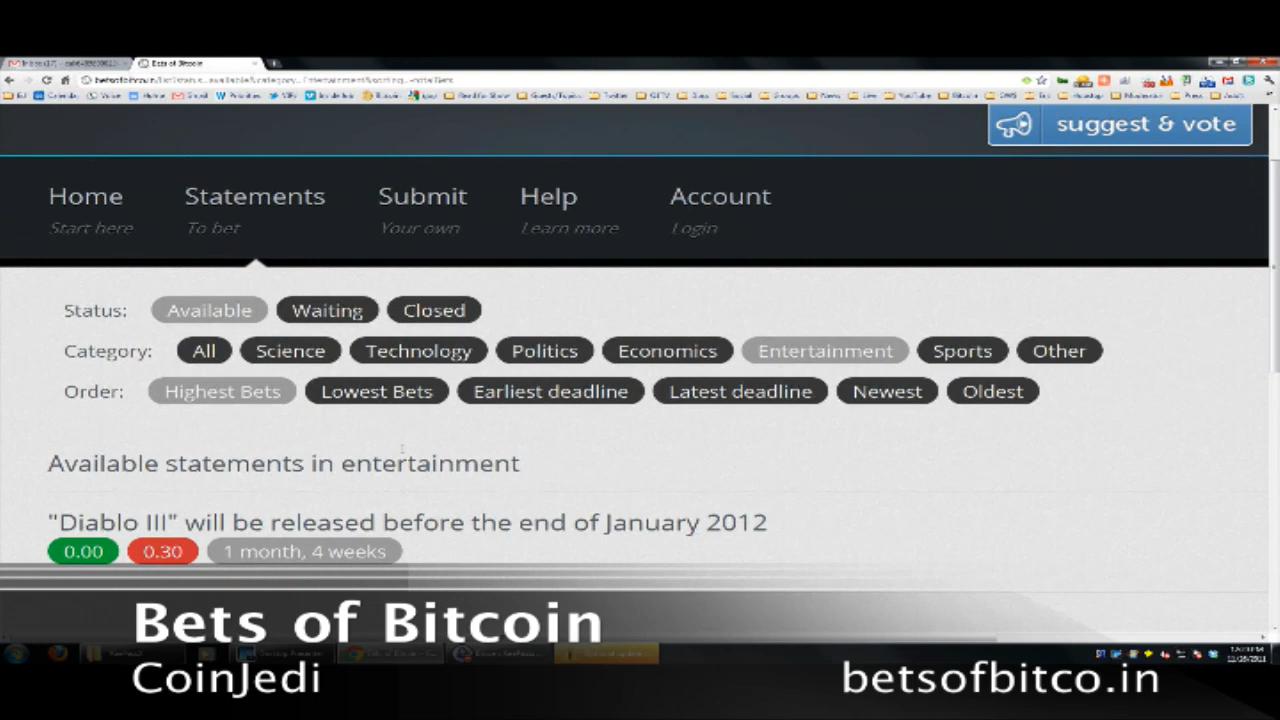 Bets of Bitcoin
suggest & vote
Home Statements Submit Help Account
Start here To bet Your own Learn more Login
Status: Available Waiting Closed
Category: All Science Technology Politics Economics Entertainment Sports Other
Order: Highest Bets Lowest Bets Earliest deadline Latest deadline Newest Oldest
Available statements in entertainment
"Diablo III" will be released before the end of January 2012
0.00 0.30 1 month, 4 weeks
Bets of Bitcoin
CoinJedi betsofbitco.in